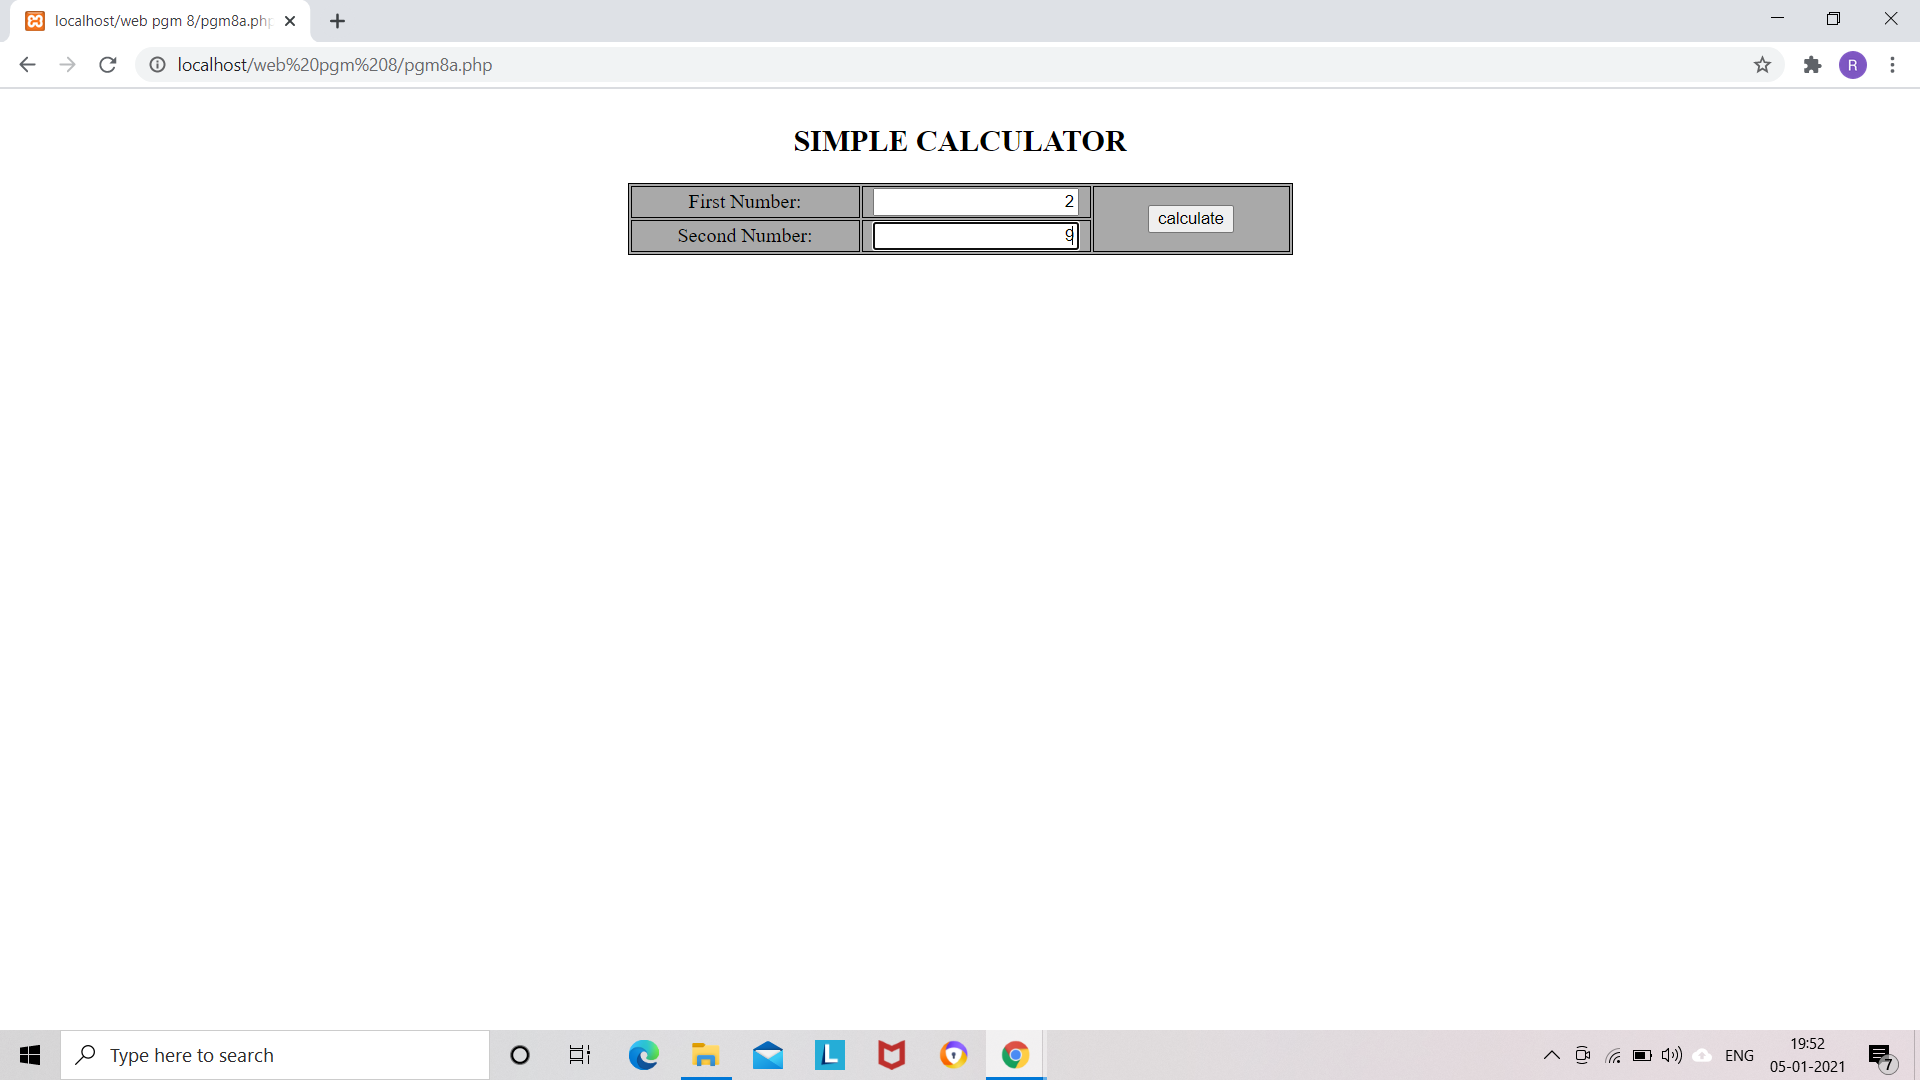 localhost/web pgm 8/pgm8a.php
localhost/web%20pgm%208/pgm8a.php
R
SIMPLE CALCULATOR
First Number: 2
calculate
Second Number: 9
Type here to search
L
ENG
19:52
05-01-2021
7